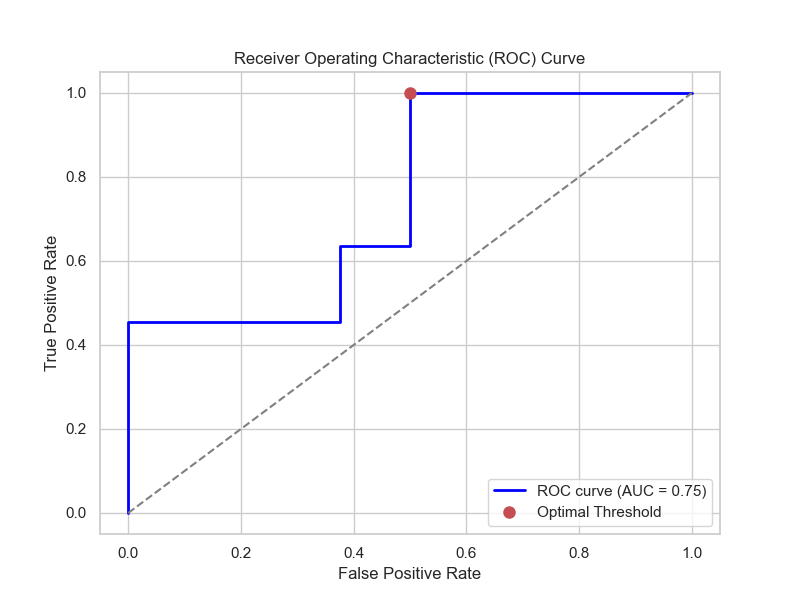 Receiver Operating Characteristic (ROC) Curve
True Positive Rate
1.0
0.8
0.6
0.4
0.2
0.0
ROC curve (AUC = 0.75)
Optimal Threshold
0.0 0.2 0.4 0.6 0.8 1.0
False Positive Rate